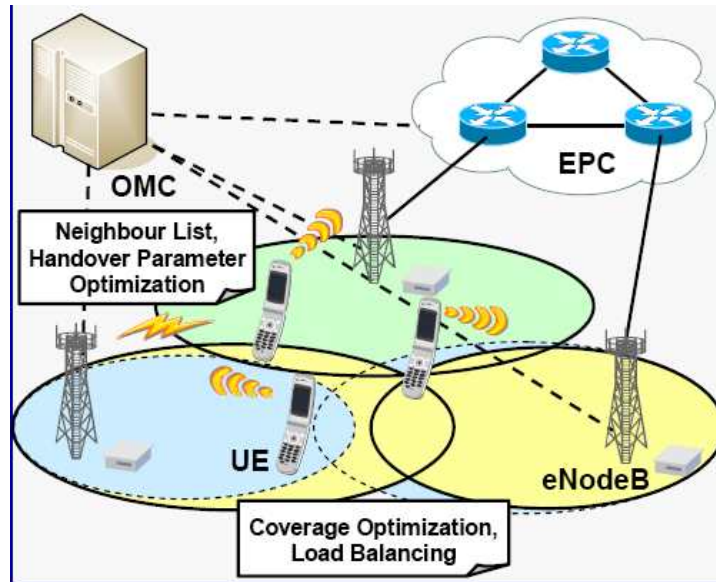 OMC
EPC
Neighbour List,
Handover Parameter
Optimization
UE
eNodeB
Coverage Optimization,
Load Balancing